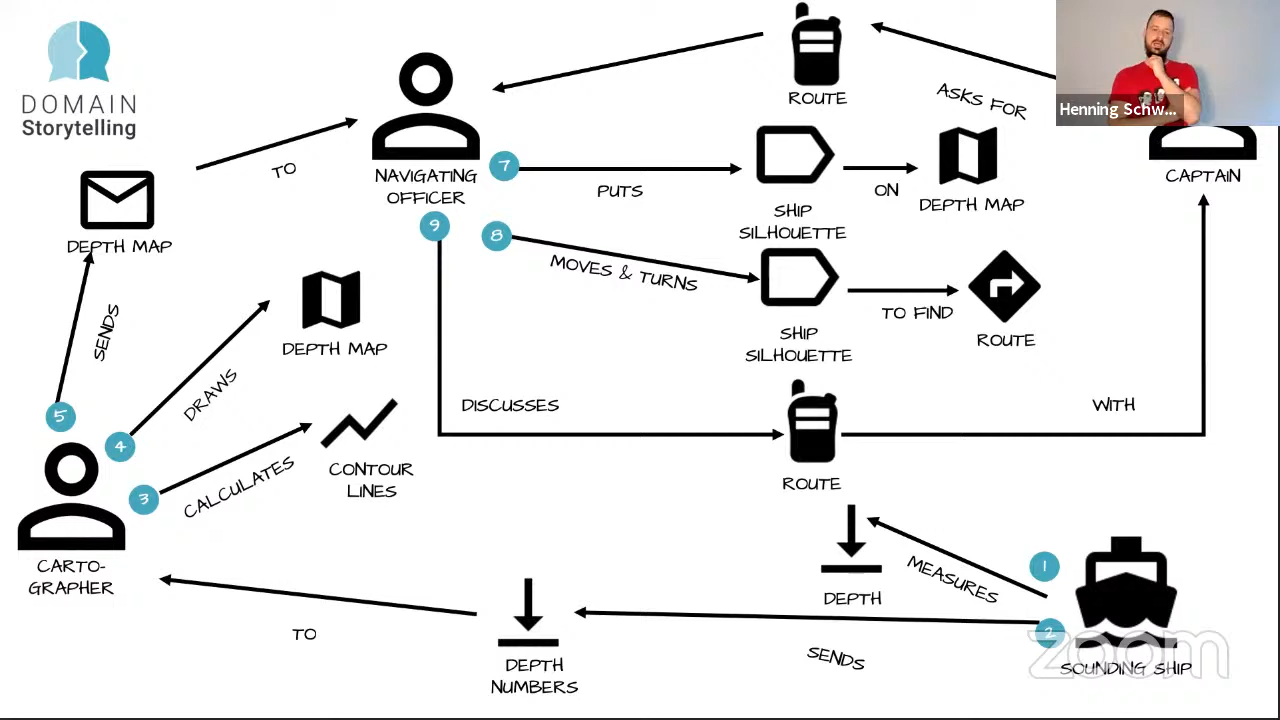 DOMAIN
Storytelling
ROUTE
ASKS FOR
Henning Schw...
CAPTAIN
TO
NAVIGATING
OFFICER
7
PUTS
SHIP
SILHOUETTE
ON
DEPTH MAP
DEPTH MAP
9
8
MOVES & TURNS
SHIP
SILHOUETTE
TO FIND
ROUTE
SENDS
DEPTH MAP
DRAWS
5
4
3
CALCULATES
CONTOUR
LINES
DISCUSSES
WITH
ROUTE
CARTO-
GRAPHER
DEPTH
MEASURES
1
2
zoom
SOUNDING SHIP
TO
DEPTH
NUMBERS
SENDS